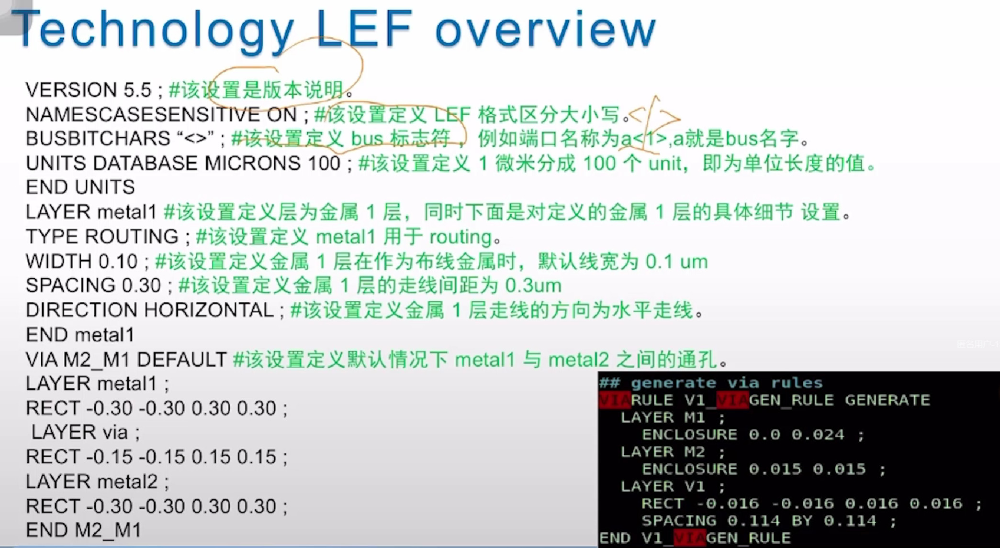 Technology LEF overview
VERSION 5.5 ; #该设置是版本说明。
NAMESCASESENSITIVE ON ; #该设置定义 LEF 格式区分大小写。
BUSBITCHARS “<>” ; #该设置定义 bus 标志符 ， 例如端口名称为a<1>,a就是bus名字。
UNITS DATABASE MICRONS 100 ; #该设置定义 1 微米分成 100 个 unit，即为单位长度的值。
END UNITS
LAYER metal1 #该设置定义层为金属 1 层，同时下面是对定义的金属 1 层的具体细节 设置。
TYPE ROUTING ; #该设置定义 metal1 用于 routing。
WIDTH 0.10 ; #该设置定义金属 1 层在作为布线金属时，默认线宽为 0.1 um
SPACING 0.30 ; #该设置定义金属 1 层的走线间距为 0.3um
DIRECTION HORIZONTAL ; #该设置定义金属 1 层走线的方向为水平走线。
END metal1
VIA M2_M1 DEFAULT #该设置定义默认情况下 metal1 与 metal2 之间的通孔。
LAYER metal1 ;
RECT -0.30 -0.30 0.30 0.30 ;
LAYER via ;
RECT -0.15 -0.15 0.15 0.15 ;
LAYER metal2 ;
RECT -0.30 -0.30 0.30 0.30 ;
END M2_M1
## generate via rules
VIARULE V1_VIAGEN_RULE GENERATE
LAYER M1 ;
ENCLOSURE 0.0 0.024 ;
LAYER M2 ;
ENCLOSURE 0.015 0.015 ;
LAYER V1 ;
RECT -0.016 -0.016 0.016 0.016 ;
SPACING 0.114 BY 0.114 ;
END V1_VIAGEN_RULE